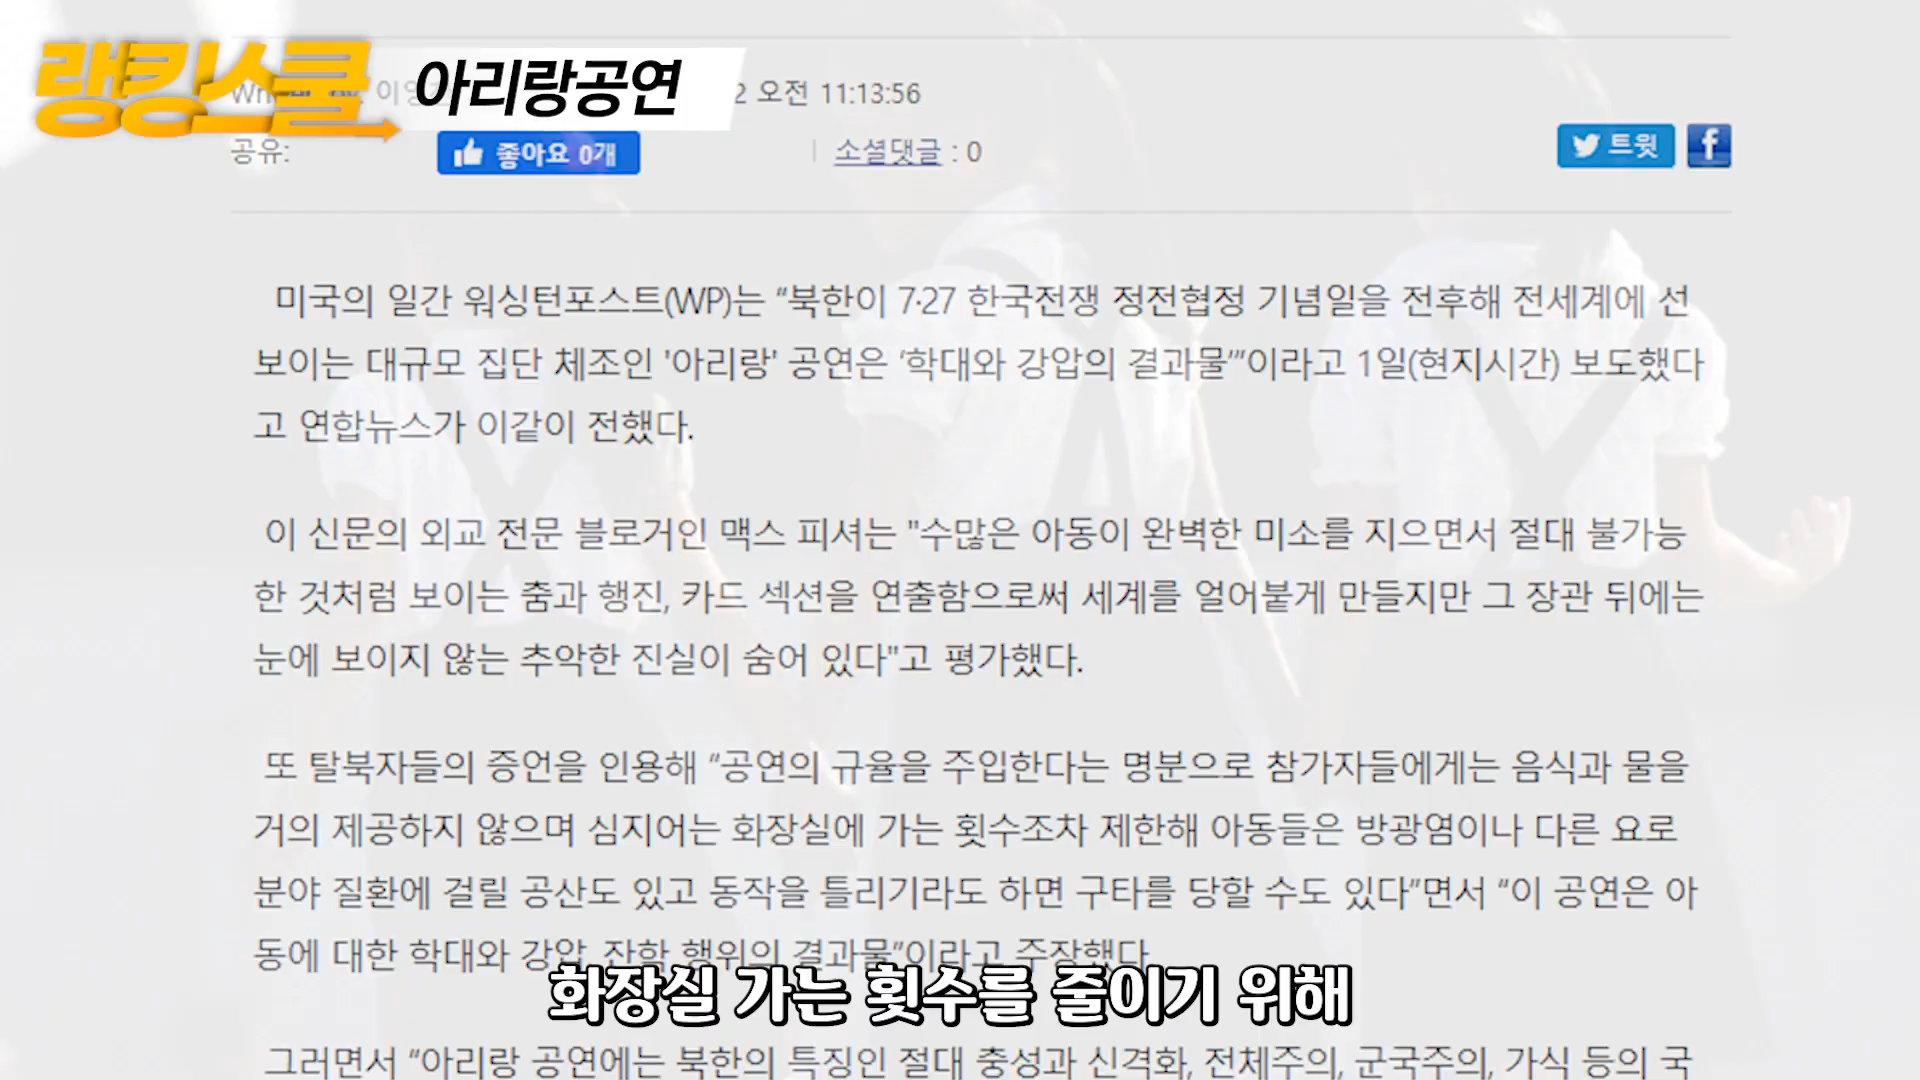 랭킹스쿨 아리랑공연
2 오전 11:13:56
공유:
좋아요 0개
소셜댓글 : 0
트윗
f
미국의 일간 워싱턴포스트(WP)는 “북한이 7·27 한국전쟁 정전협정 기념일을 전후해 전세계에 선
보이는 대규모 집단 체조인 '아리랑' 공연은 ‘학대와 강압의 결과물’”이라고 1일(현지시간) 보도했다
고 연합뉴스가 이같이 전했다.
이 신문의 외교 전문 블로거인 맥스 피셔는 "수많은 아동이 완벽한 미소를 지으면서 절대 불가능
한 것처럼 보이는 춤과 행진, 카드 섹션을 연출함으로써 세계를 얼어붙게 만들지만 그 장관 뒤에는
눈에 보이지 않는 추악한 진실이 숨어 있다"고 평가했다.
또 탈북자들의 증언을 인용해 “공연의 규율을 주입한다는 명분으로 참가자들에게는 음식과 물을
거의 제공하지 않으며 심지어는 화장실에 가는 횟수조차 제한해 아동들은 방광염이나 다른 요로
분야 질환에 걸릴 공산도 있고 동작을 틀리기라도 하면 구타를 당할 수도 있다”면서 “이 공연은 아
동에 대한 학대와 강압, 잔학 행위의 결과물”이라고 주장했다.
화장실 가는 횟수를 줄이기 위해
그러면서 “아리랑 공연에는 북한의 특징인 절대 충성과 신격화, 전체주의, 군국주의, 가식 등의 국